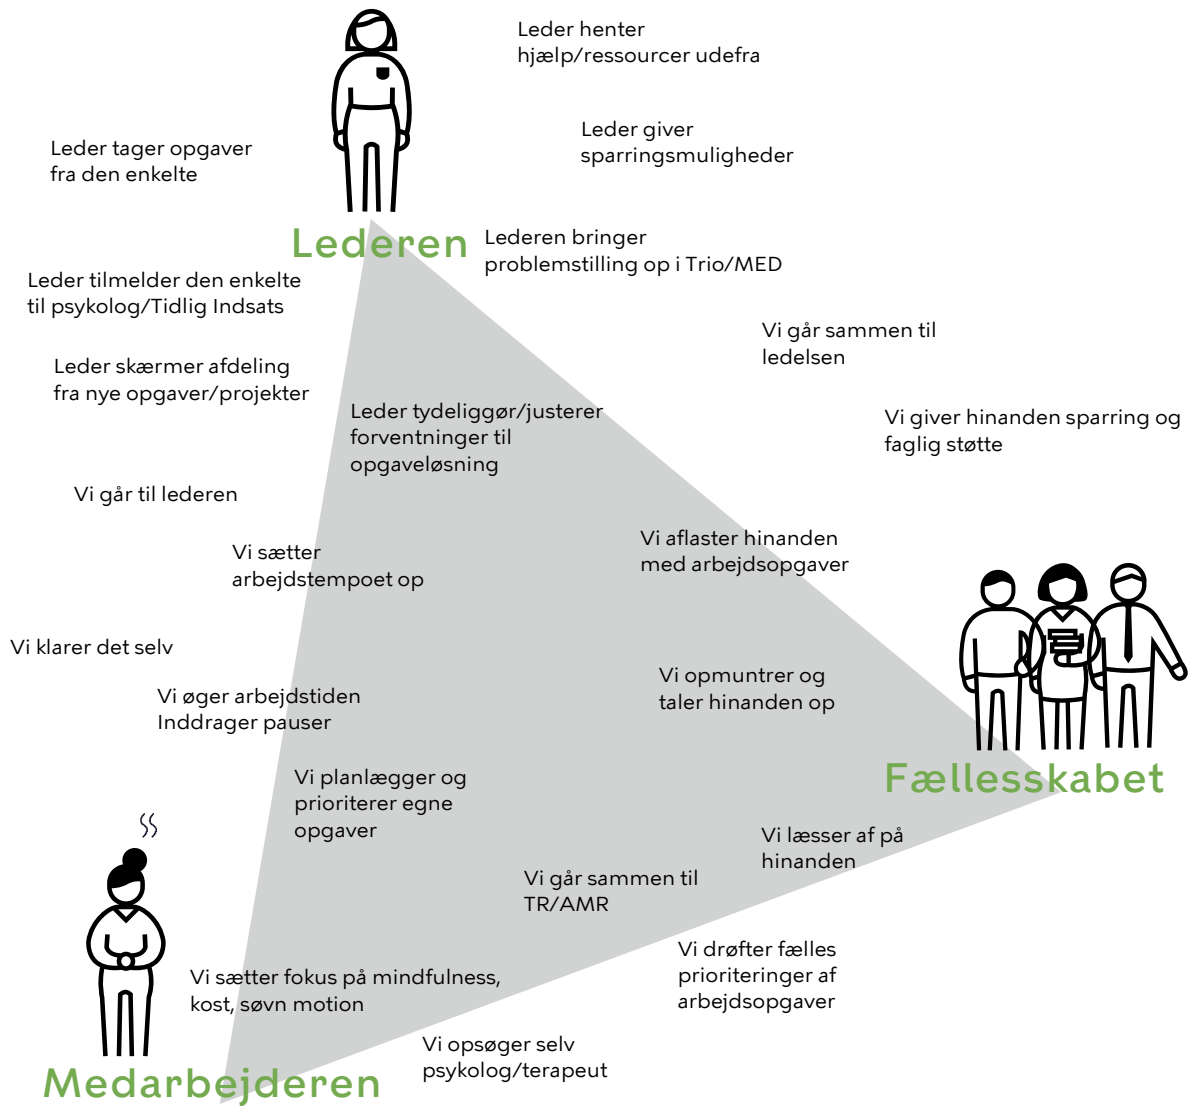 Leder henter
hjælp/ressourcer udefra
Leder giver
sparringsmuligheder
Leder tager opgaver
fra den enkelte
Lederen
Lederen bringer
problemstilling op i Trio/MED
Leder tilmelder den enkelte
til psykolog/Tidlig Indsats
Vi går sammen til
ledelsen
Leder skærmer afdeling
fra nye opgaver/projekter
Leder tydeliggør/justerer
forventninger til
opgaveløsning
Vi giver hinanden sparring og
faglig støtte
Vi går til lederen
Vi sætter
arbejdstempoet op
Vi aflaster hinanden
med arbejdsopgaver
Vi klarer det selv
Vi øger arbejdstiden
Inddrager pauser
Vi opmuntrer og
taler hinanden op
Fællesskabet
Vi planlægger og
prioriterer egne
opgaver
Vi læsser af på
hinanden
Vi går sammen til
TR/AMR
Vi drøfter fælles
prioriteringer af
arbejdsopgaver
Vi sætter fokus på mindfulness,
kost, søvn motion
Vi opsøger selv
psykolog/terapeut
Medarbejderen